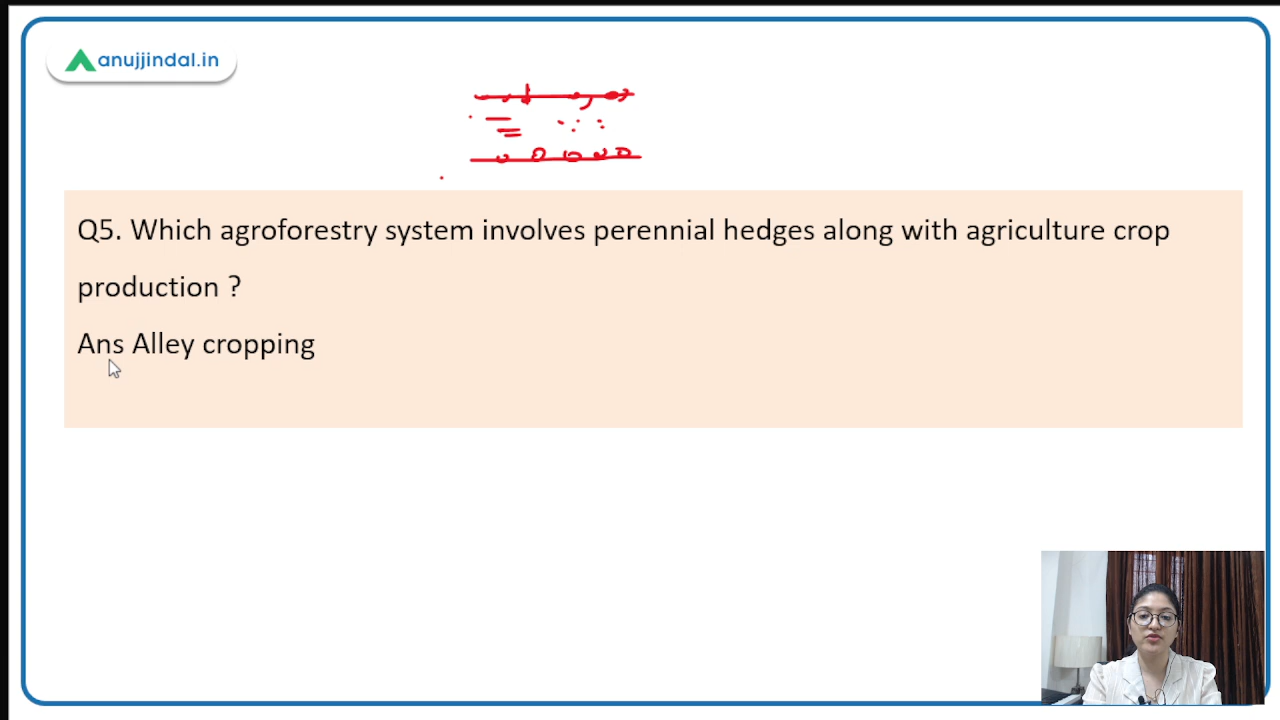 anujjindal.in
Q5. Which agroforestry system involves perennial hedges along with agriculture crop
production ?
Ans Alley cropping